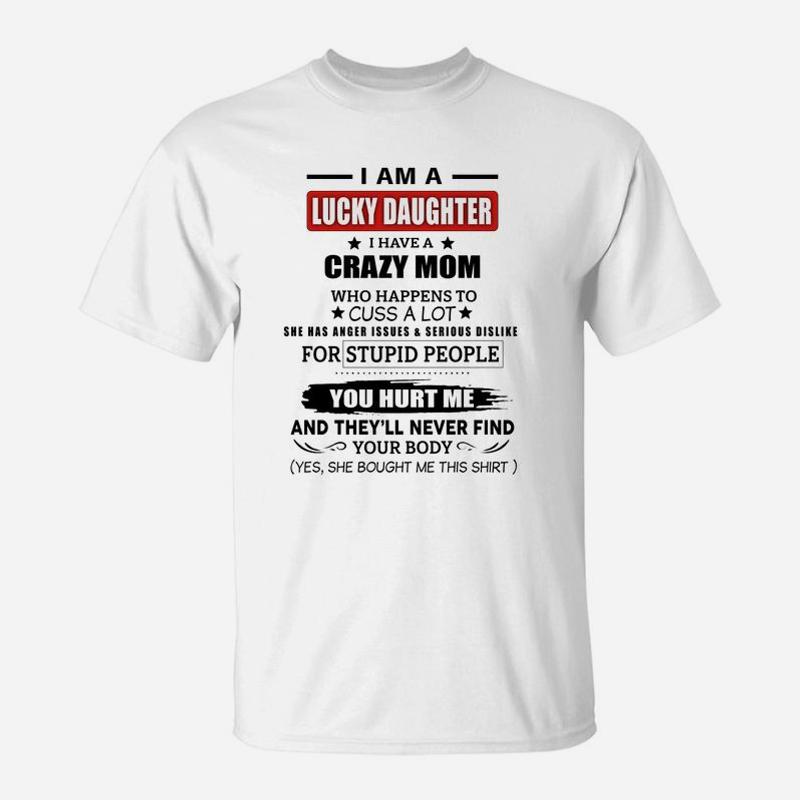 I AM A
LUCKY DAUGHTER
I HAVE A
CRAZY MOM
WHO HAPPENS TO
CUSS A LOT
SHE HAS ANGER ISSUES & SERIOUS DISLIKE
FOR STUPID PEOPLE
YOU HURT ME
AND THEY'LL NEVER FIND
YOUR BODY
(YES, SHE BOUGHT ME THIS SHIRT )